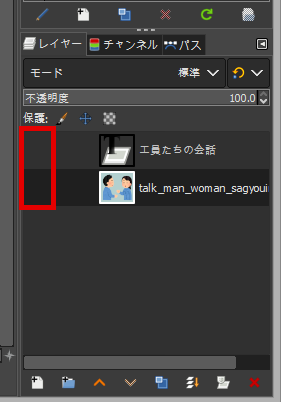 レイヤー チャンネル パス
モード 標準
不透明度 100.0
保護:
工員たちの会話
talk_man_woman_sagyoui